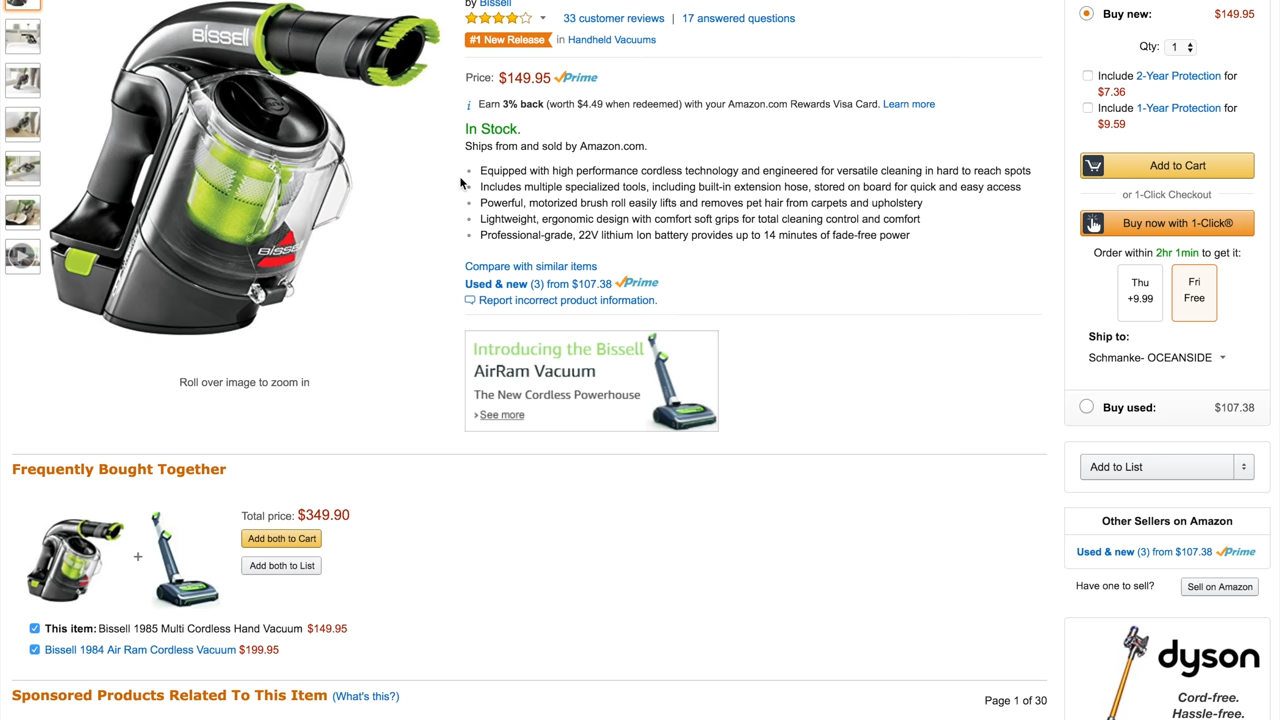 by Bissell
33 customer reviews | 17 answered questions
#1 New Release in Handheld Vacuums
Price: $149.95 Prime
i Earn 3% back (worth $4.49 when redeemed) with your Amazon.com Rewards Visa Card. Learn more
In Stock.
Ships from and sold by Amazon.com.
• Equipped with high performance cordless technology and engineered for versatile cleaning in hard to reach spots
• Includes multiple specialized tools, including built-in extension hose, stored on board for quick and easy access
• Powerful, motorized brush roll easily lifts and removes pet hair from carpets and upholstery
• Lightweight, ergonomic design with comfort soft grips for total cleaning control and comfort
• Professional-grade, 22V lithium Ion battery provides up to 14 minutes of fade-free power
Compare with similar items
Used & new (3) from $107.38 Prime
Report incorrect product information.
BISSELL
BISSELL
Roll over image to zoom in
Introducing the Bissell
AirRam Vacuum
The New Cordless Powerhouse
› See more
Buy new: $149.95
Qty: 1
Include 2-Year Protection for
$7.36
Include 1-Year Protection for
$9.59
Add to Cart
or 1-Click Checkout
Buy now with 1-Click®
Order within 2hr 1min to get it:
Thu
+9.99
Fri
Free
Ship to:
Schmanke- OCEANSIDE
Buy used: $107.38
Add to List
Other Sellers on Amazon
Used & new (3) from $107.38 Prime
Have one to sell? Sell on Amazon
dyson
Cord-free.
Hassle-free.
Frequently Bought Together
+
Total price: $349.90
Add both to Cart
Add both to List
This item: Bissell 1985 Multi Cordless Hand Vacuum $149.95
Bissell 1984 Air Ram Cordless Vacuum $199.95
Sponsored Products Related To This Item (What's this?)
Page 1 of 30